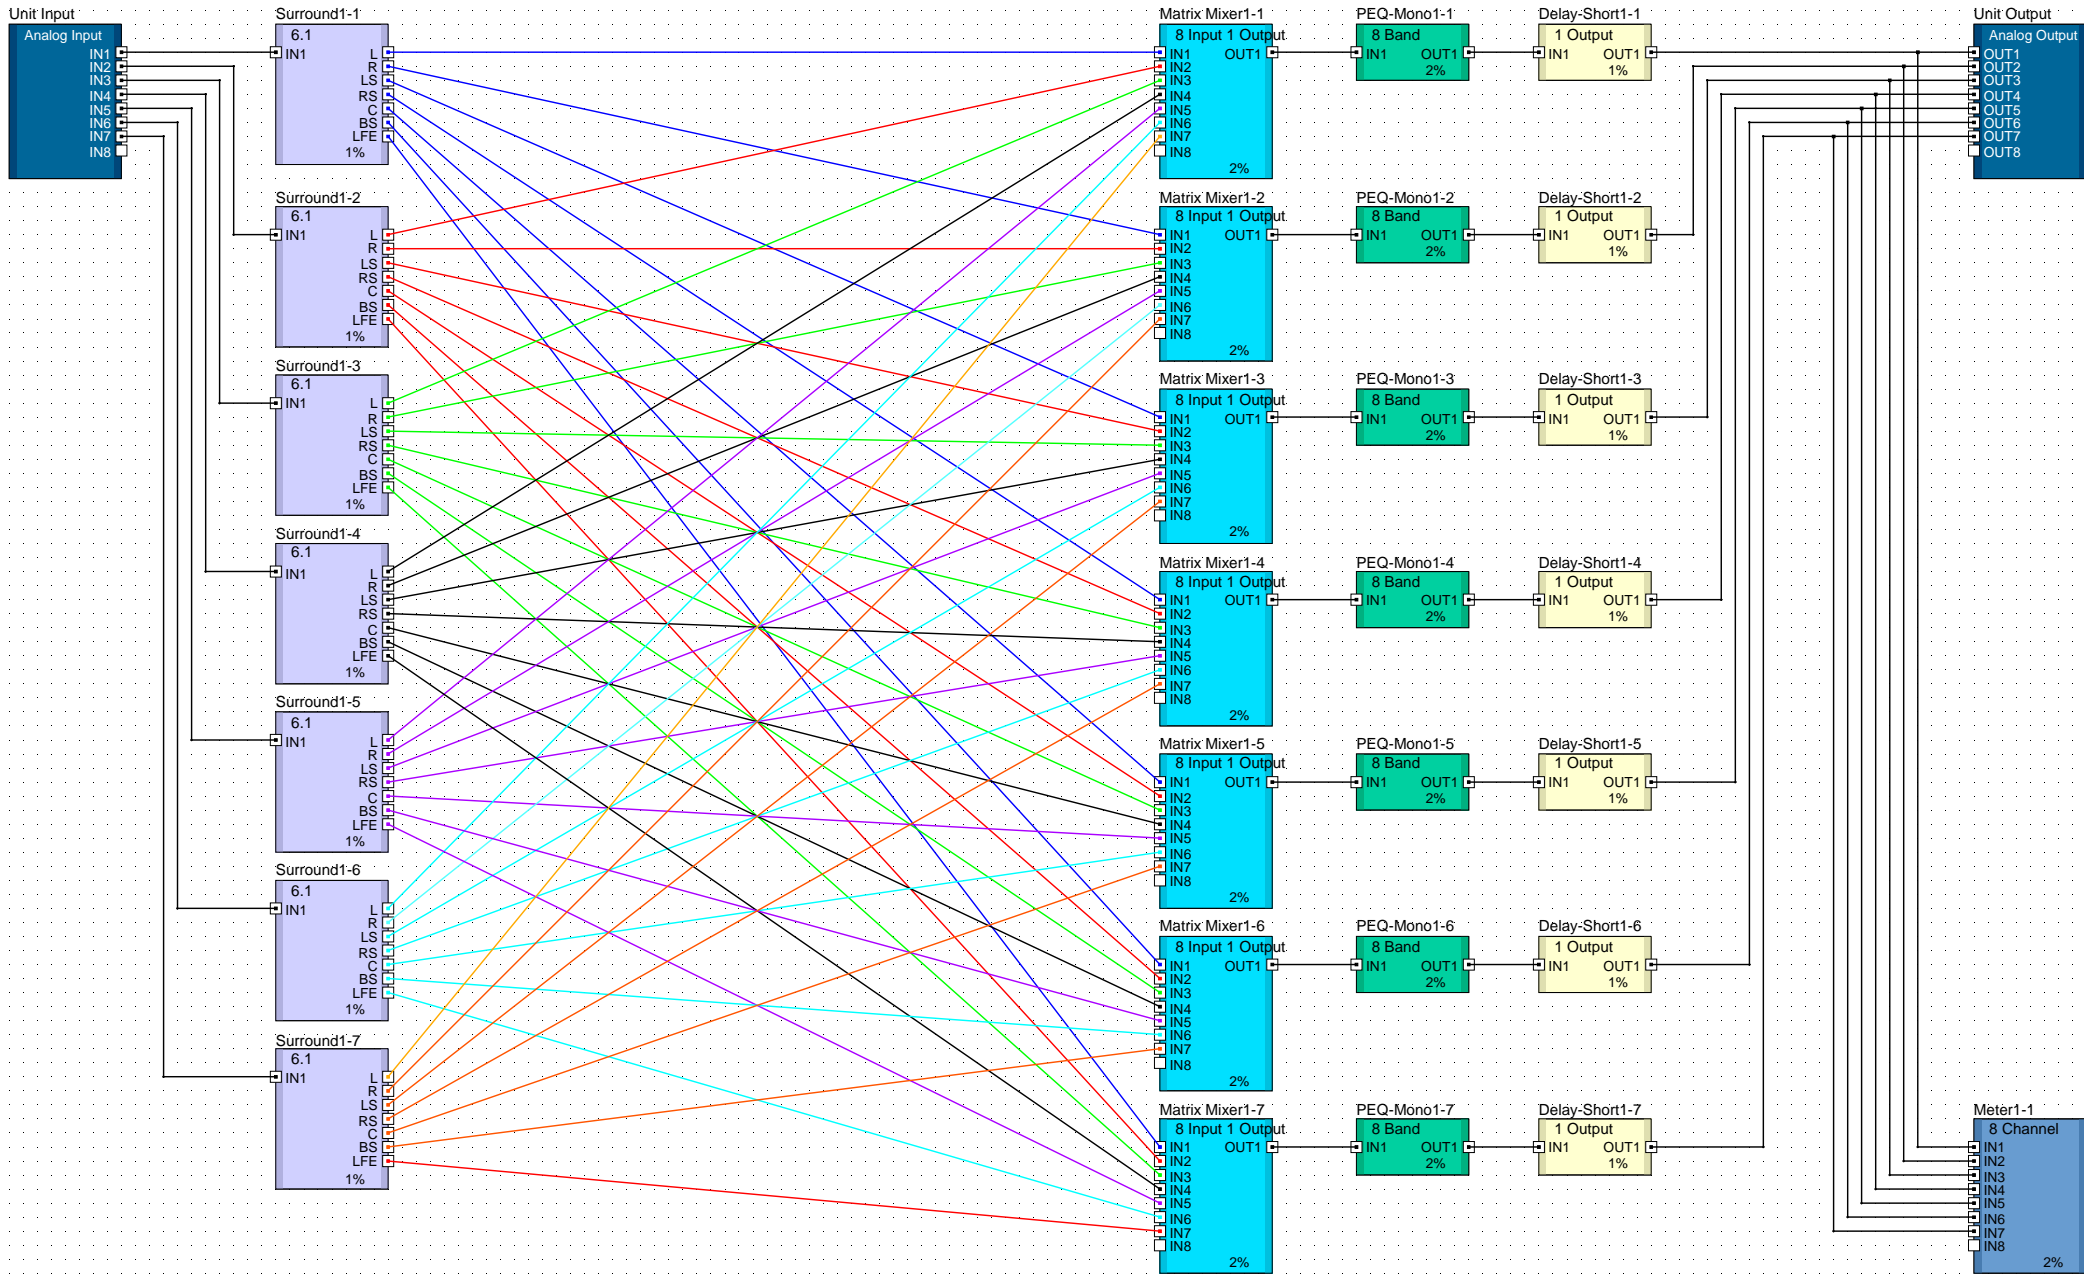 Unit Input
Analog Input
IN1
IN2
IN3
IN4
IN5
IN6
IN7
IN8
Surround1-1
6.1
IN1
L
R
LS
RS
C
BS
LFE
1%
Surround1-2
6.1
IN1
L
R
LS
RS
C
BS
LFE
1%
Surround1-3
6.1
IN1
L
R
LS
RS
C
BS
LFE
1%
Surround1-4
6.1
IN1
L
R
LS
RS
C
BS
LFE
1%
Surround1-5
6.1
IN1
L
R
LS
RS
C
BS
LFE
1%
Surround1-6
6.1
IN1
L
R
LS
RS
C
BS
LFE
1%
Surround1-7
6.1
IN1
L
R
LS
RS
C
BS
LFE
1%
Matrix Mixer1-1
8 Input 1 Output
IN1 OUT1
IN2
IN3
IN4
IN5
IN6
IN7
IN8
2%
Matrix Mixer1-2
8 Input 1 Output
IN1 OUT1
IN2
IN3
IN4
IN5
IN6
IN7
IN8
2%
Matrix Mixer1-3
8 Input 1 Output
IN1 OUT1
IN2
IN3
IN4
IN5
IN6
IN7
IN8
2%
Matrix Mixer1-4
8 Input 1 Output
IN1 OUT1
IN2
IN3
IN4
IN5
IN6
IN7
IN8
2%
Matrix Mixer1-5
8 Input 1 Output
IN1 OUT1
IN2
IN3
IN4
IN5
IN6
IN7
IN8
2%
Matrix Mixer1-6
8 Input 1 Output
IN1 OUT1
IN2
IN3
IN4
IN5
IN6
IN7
IN8
2%
Matrix Mixer1-7
8 Input 1 Output
IN1 OUT1
IN2
IN3
IN4
IN5
IN6
IN7
IN8
2%
PEQ-Mono1-1
8 Band
IN1 OUT1
2%
PEQ-Mono1-2
8 Band
IN1 OUT1
2%
PEQ-Mono1-3
8 Band
IN1 OUT1
2%
PEQ-Mono1-4
8 Band
IN1 OUT1
2%
PEQ-Mono1-5
8 Band
IN1 OUT1
2%
PEQ-Mono1-6
8 Band
IN1 OUT1
2%
PEQ-Mono1-7
8 Band
IN1 OUT1
2%
Delay-Short1-1
1 Output
IN1 OUT1
1%
Delay-Short1-2
1 Output
IN1 OUT1
1%
Delay-Short1-3
1 Output
IN1 OUT1
1%
Delay-Short1-4
1 Output
IN1 OUT1
1%
Delay-Short1-5
1 Output
IN1 OUT1
1%
Delay-Short1-6
1 Output
IN1 OUT1
1%
Delay-Short1-7
1 Output
IN1 OUT1
1%
Unit Output
Analog Output
OUT1
OUT2
OUT3
OUT4
OUT5
OUT6
OUT7
OUT8
Meter1-1
8 Channel
IN1
IN2
IN3
IN4
IN5
IN6
IN7
IN8
2%